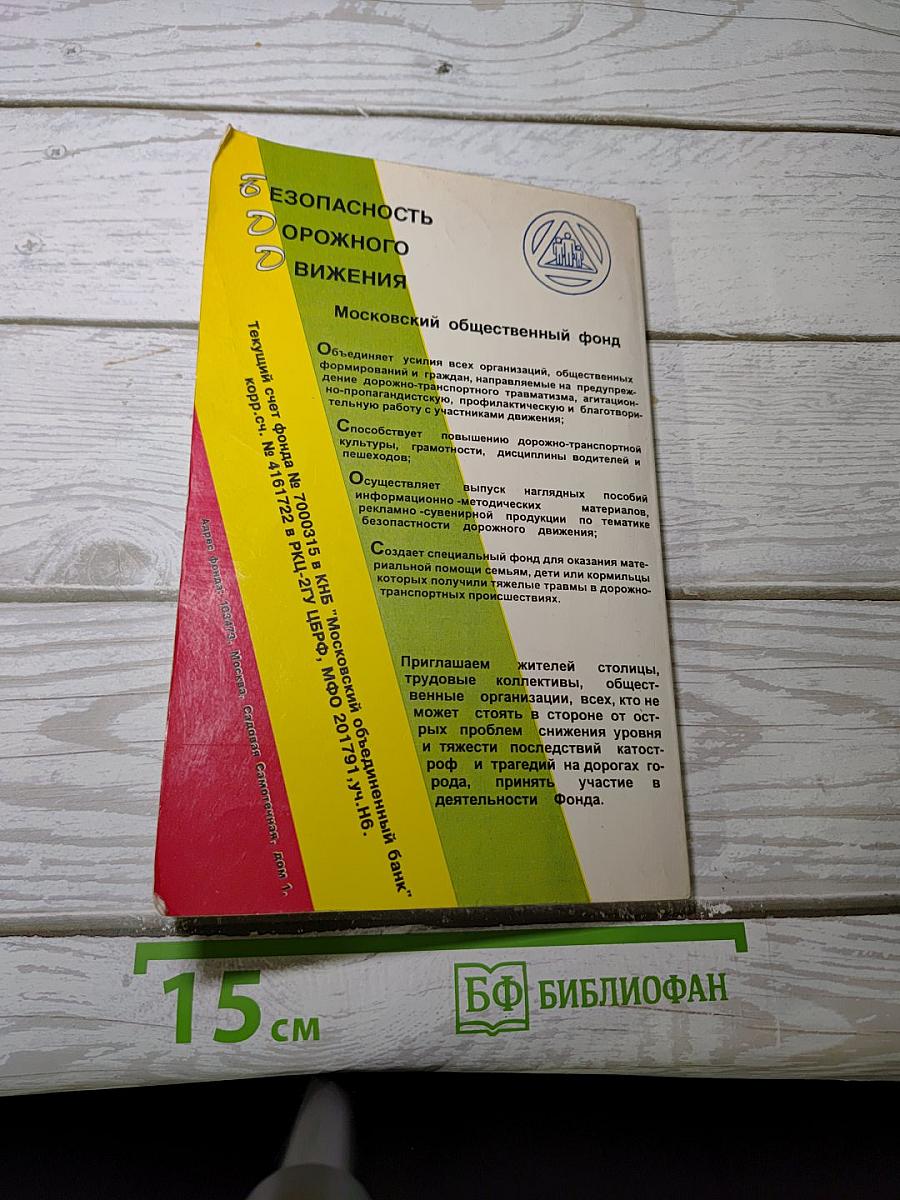 БЕЗОПАСНОСТЬ
ДОРОЖНОГО
ДВИЖЕНИЯ
Московский общественный фонд
Объединяет усилия всех организаций, общественных
формирований и граждан, направляемые на предупреж-
дение дорожно-транспортного травматизма, агитацион-
но-пропагандистскую, профилактическую и благотвори-
тельную работу с участниками движения;
Способствует повышению дорожно-транспортной
культуры, грамотности, дисциплины водителей и
пешеходов;
Осуществляет выпуск наглядных пособий
информационно-методических материалов,
рекламно-сувенирной продукции по тематике
безопастности дорожного движения;
Создает специальный фонд для оказания мате-
риальной помощи семьям, дети или кормильцы
которых получили тяжелые травмы в дорожно-
транспортных происшествиях.
Приглашаем жителей столицы,
трудовые коллективы, общест-
венные организации, всех, кто не
может стоять в стороне от ост-
рых проблем снижения уровня
и тяжести последствий катост-
роф и трагедий на дорогах го-
рода, принять участие в
деятельности Фонда.
Текущий счет фонда № 7000315 в КНБ "Московский объединенный банк"
корр.сч. № 4161722 в РКЦ-2ГУ ЦБРФ, МФО 201791,уч.Н6.
Адрес фонда: 103473, Москва, Садовая Самотечная, дом 1.
15 см
БФ БИБЛИОФАН